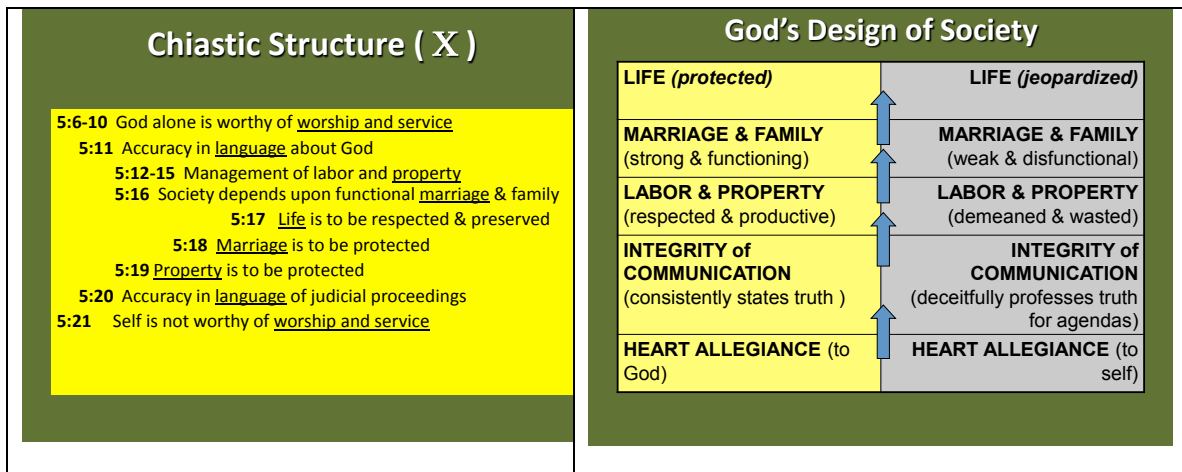 Chiastic Structure ( X )
5:6-10 God alone is worthy of worship and service
5:11 Accuracy in language about God
5:12-15 Management of labor and property
5:16 Society depends upon functional marriage & family
5:17 Life is to be respected & preserved
5:18 Marriage is to be protected
5:19 Property is to be protected
5:20 Accuracy in language of judicial proceedings
5:21 Self is not worthy of worship and service
God's Design of Society
LIFE (protected)
LIFE (jeopardized)
MARRIAGE & FAMILY
(strong & functioning)
MARRIAGE & FAMILY
(weak & disfunctional)
LABOR & PROPERTY
(respected & productive)
LABOR & PROPERTY
(demeaned & wasted)
INTEGRITY of
COMMUNICATION
(consistently states truth )
INTEGRITY of
COMMUNICATION
(deceitfully professes truth
for agendas)
HEART ALLEGIANCE (to
God)
HEART ALLEGIANCE (to
self)